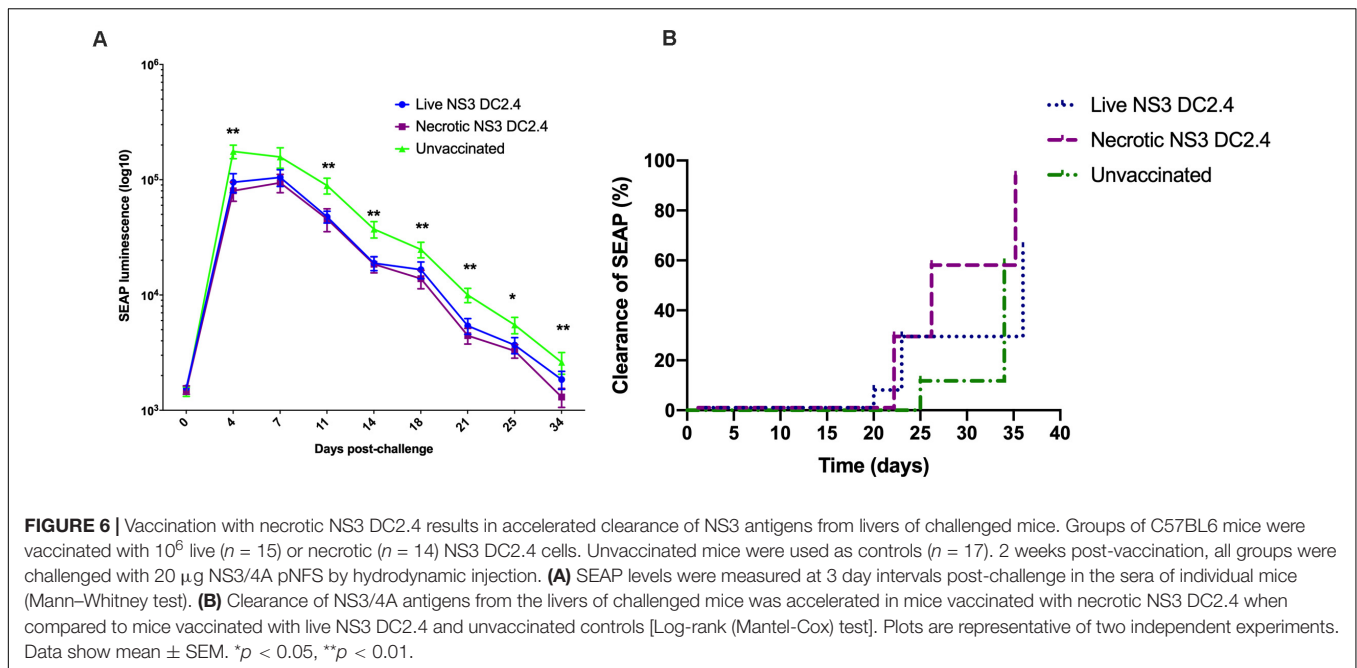 A
B
10⁶
10⁵
10⁴
10³
SEAP luminescence (log10)
**
**
**
**
**
*
**
Live NS3 DC2.4
Necrotic NS3 DC2.4
Unvaccinated
0 4 7 11 14 18 21 25 34
Days post-challenge
Live NS3 DC2.4
Necrotic NS3 DC2.4
Unvaccinated
100
80
60
40
20
0
Clearance of SEAP (%)
0 5 10 15 20 25 30 35 40
Time (days)
FIGURE 6 | Vaccination with necrotic NS3 DC2.4 results in accelerated clearance of NS3 antigens from livers of challenged mice. Groups of C57BL6 mice were
vaccinated with 10⁶ live (n = 15) or necrotic (n = 14) NS3 DC2.4 cells. Unvaccinated mice were used as controls (n = 17). 2 weeks post-vaccination, all groups were
challenged with 20 μg NS3/4A pNFS by hydrodynamic injection. (A) SEAP levels were measured at 3 day intervals post-challenge in the sera of individual mice
(Mann–Whitney test). (B) Clearance of NS3/4A antigens from the livers of challenged mice was accelerated in mice vaccinated with necrotic NS3 DC2.4 when
compared to mice vaccinated with live NS3 DC2.4 and unvaccinated controls [Log-rank (Mantel-Cox) test]. Plots are representative of two independent experiments.
Data show mean ± SEM. *p < 0.05, **p < 0.01.